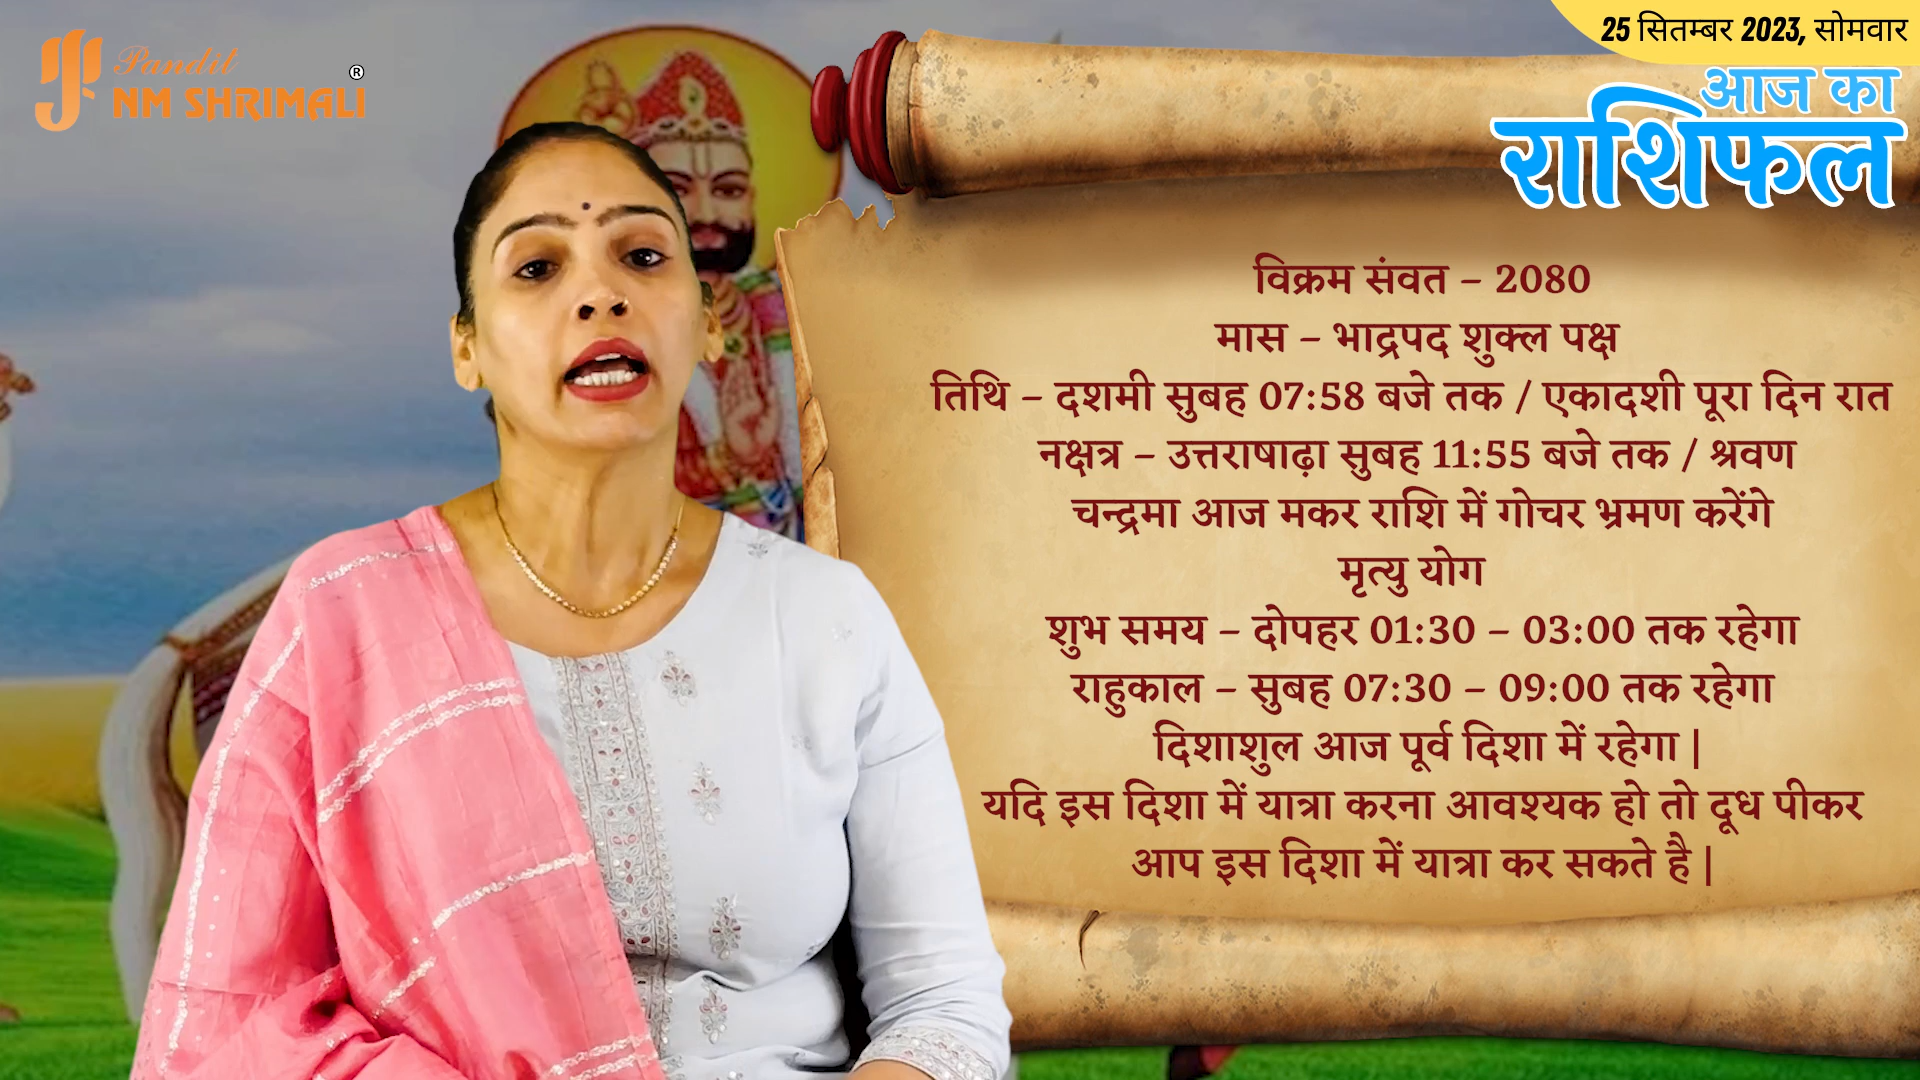 Pandit
NM SHRIMALI
®
25 सितम्बर 2023, सोमवार
आज का
राशिफल
विक्रम संवत – 2080
मास – भाद्रपद शुक्ल पक्ष
तिथि – दशमी सुबह 07:58 बजे तक / एकादशी पूरा दिन रात
नक्षत्र – उत्तराषाढ़ा सुबह 11:55 बजे तक / श्रवण
चन्द्रमा आज मकर राशि में गोचर भ्रमण करेंगे
मृत्यु योग
शुभ समय – दोपहर 01:30 – 03:00 तक रहेगा
राहुकाल – सुबह 07:30 – 09:00 तक रहेगा
दिशाशुल आज पूर्व दिशा में रहेगा |
यदि इस दिशा में यात्रा करना आवश्यक हो तो दूध पीकर
आप इस दिशा में यात्रा कर सकते है |